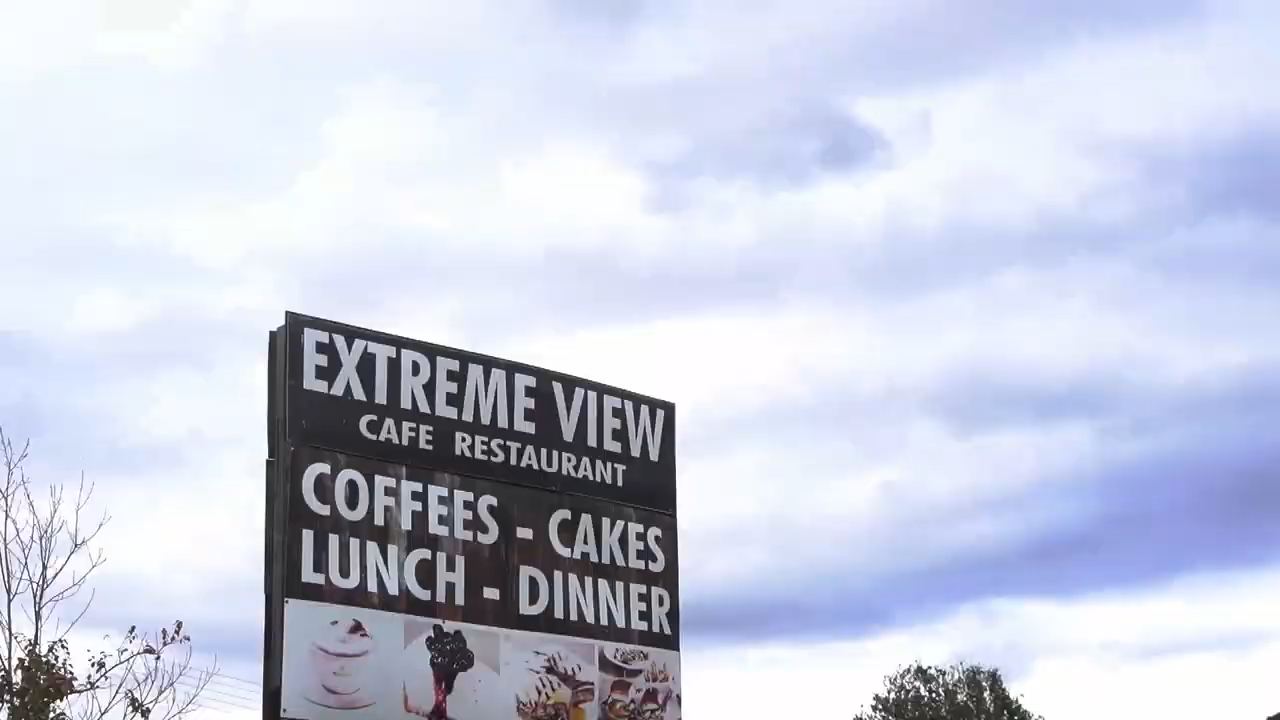 EXTREME VIEW
CAFE RESTAURANT
COFFEES - CAKES
LUNCH - DINNER